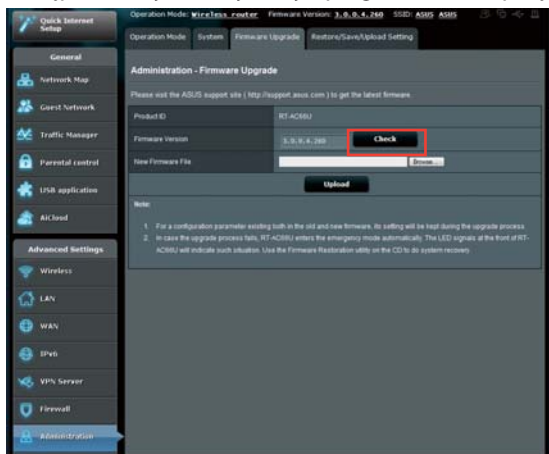 Quick Internet
Setup
Operation Mode: Wireless router Firmware Version: 3.0.0.4.260 SSID: ASUS ASUS
Operation Mode System Firmware Upgrade Restore/Save/Upload Setting
General
Network Map
Guest Network
Traffic Manager
Parental control
USB application
AiCloud
Advanced Settings
Wireless
LAN
WAN
IPv6
VPN Server
Firewall
Administration
Administration - Firmware Upgrade
Please visit the ASUS support site ( http://support.asus.com ) to get the latest firmware.
Product ID RT-AC66U
Firmware Version 3.0.0.4.260 Check
New Firmware File Browse...
Upload
Note:
1. For a configuration parameter existing both in the old and new firmware, its setting will be kept during the upgrade process.
2. In case the upgrade process fails, RT-AC66U enters the emergency mode automatically. The LED signals at the front of RT-
AC66U will indicate such situation. Use the Firmware Restoration utility on the CD to do system recovery.